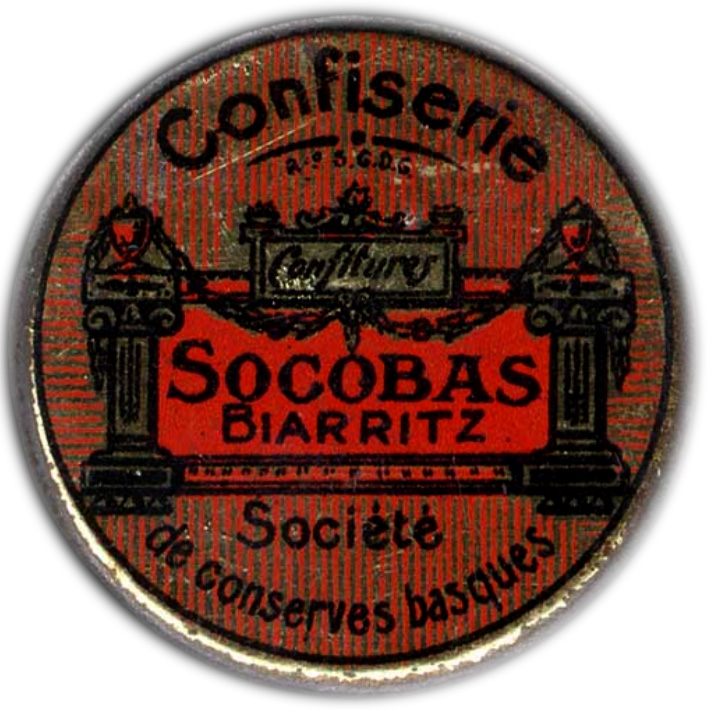 Confiserie
Confitures
SOCOBAS
BIARRITZ
Société
de conserves basques